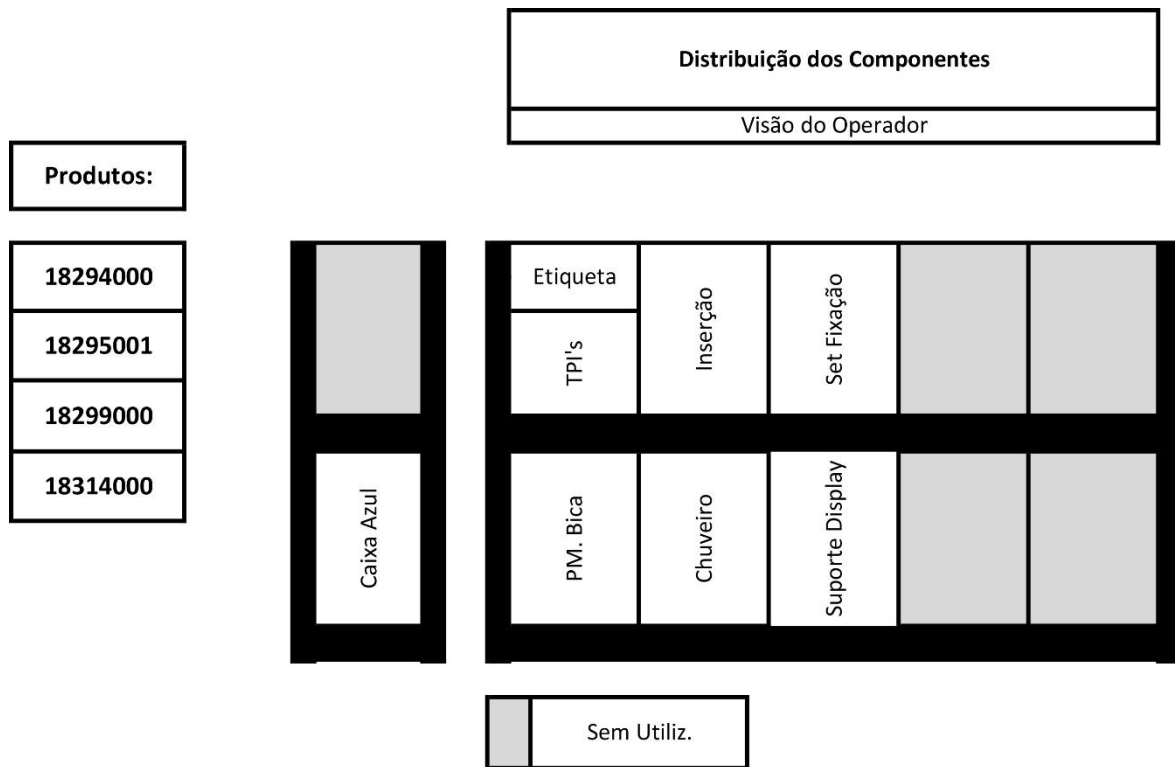 Distribuição dos Componentes
Visão do Operador
Produtos:
18294000
18295001
18299000
18314000
Etiqueta
TPI's
Inserção
Set Fixação
Caixa Azul
PM. Bica
Chuveiro
Suporte Display
Sem Utiliz.